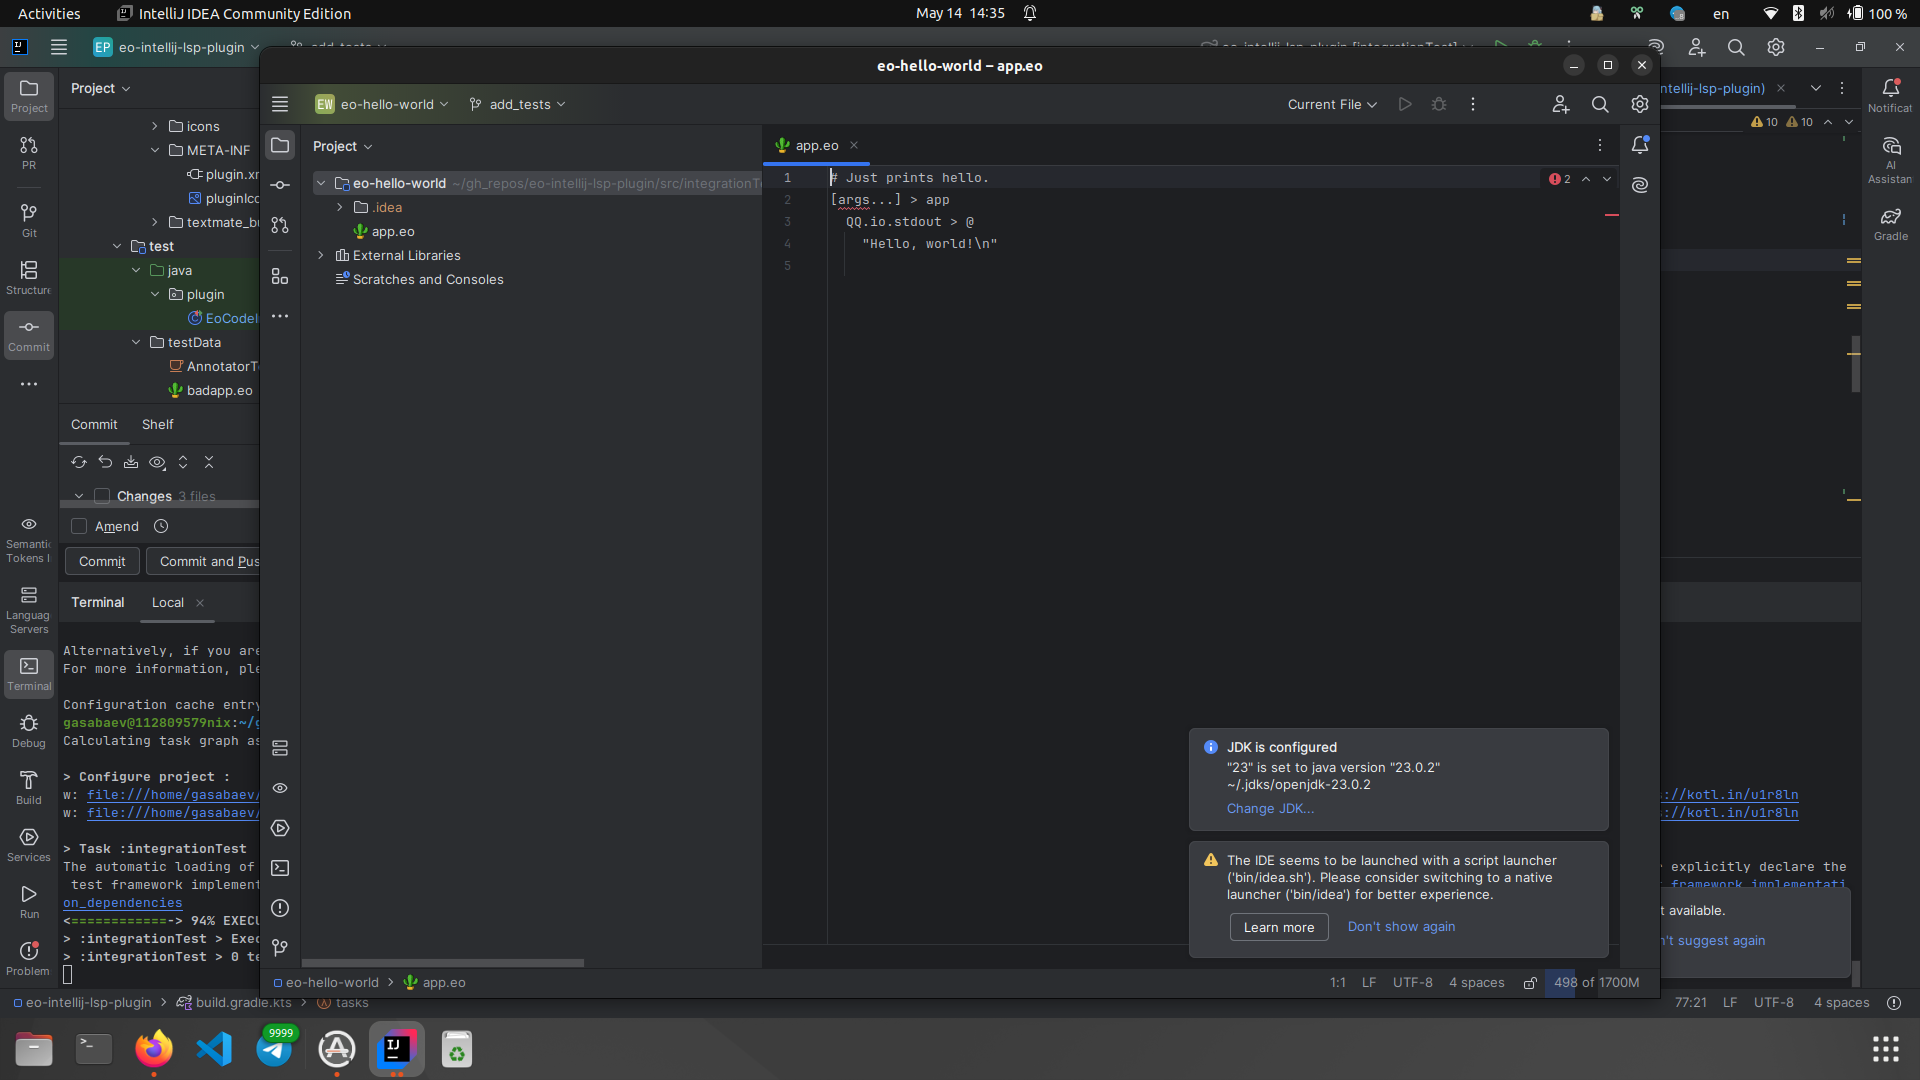 Activities
IntelliJ IDEA Community Edition
May 14 14:35
en
100 %
EP eo-intellij-lsp-plugin
eo-hello-world – app.eo
EW eo-hello-world
add_tests
Current File
Project
PR
Git
Structure
Commit
Project
icons
META-INF
plugin.xm
pluginIco
textmate_bu
test
java
plugin
EoCodeI
testData
AnnotatorTe
badapp.eo
Commit
Shelf
Changes 3 files
Amend
Commit
Commit and Pus
Semantic
Tokens I
Language
Servers
Terminal
Debug
Build
Services
Run
Problem
Terminal
Local
Alternatively, if you are
For more information, ple
Configuration cache entry
gasabaev@112809579nix:~/g
Calculating task graph as
> Configure project :
w: file:///home/gasabaev/
w: file:///home/gasabaev/
> Task :integrationTest
The automatic loading of
test framework implement
on_dependencies
<============-> 94% EXECU
> :integrationTest > Exec
> :integrationTest > 0 te
Project
eo-hello-world ~/gh_repos/eo-intellij-lsp-plugin/src/integrationTe
.idea
app.eo
External Libraries
Scratches and Consoles
app.eo
1 # Just prints hello.
2 [args...] > app
3 QQ.io.stdout > @
4 "Hello, world!\n"
5
2
JDK is configured
"23" is set to java version "23.0.2"
~/.jdks/openjdk-23.0.2
Change JDK...
The IDE seems to be launched with a script launcher
('bin/idea.sh'). Please consider switching to a native
launcher ('bin/idea') for better experience.
Learn more
Don't show again
eo-hello-world > app.eo
1:1
LF
UTF-8
4 spaces
498 of 1700M
ntellij-lsp-plugin)
10
10
Notificat
AI
Assistan
Gradle
s://kotl.in/u1r8ln
s://kotl.in/u1r8ln
r explicitly declare the
framework implementati
t available.
n't suggest again
eo-intellij-lsp-plugin > build.gradle.kts > tasks
77:21
LF
UTF-8
4 spaces
9999